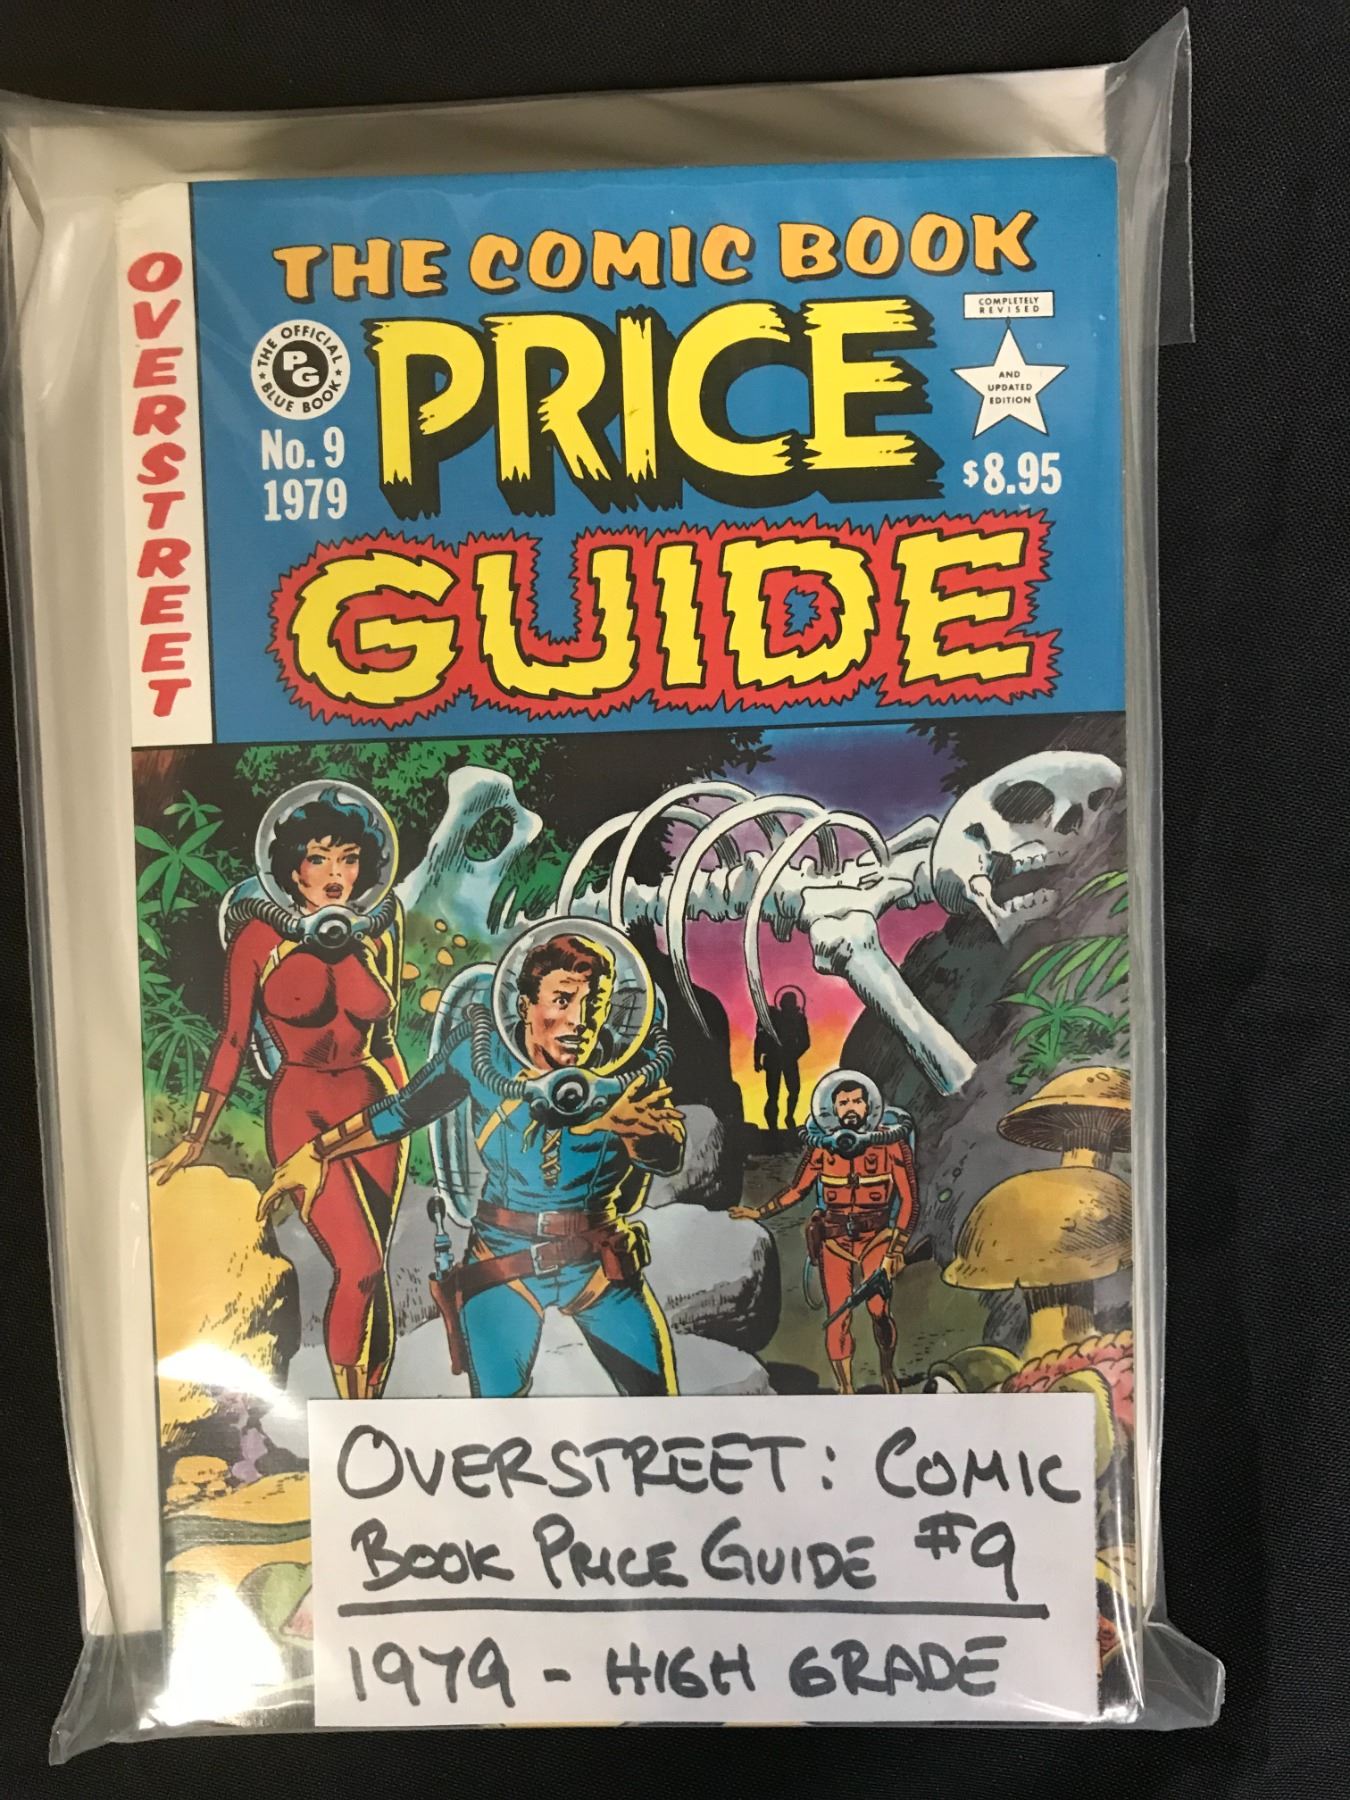 OVERSTREET
THE COMIC BOOK
PRICE
GUIDE
THE OFFICIAL
PG
BLUE BOOK
No. 9
1979
COMPLETELY
REVISED
AND
UPDATED
EDITION
$8.95
OVERSTREET: COMIC
BOOK PRICE GUIDE #9
1979 - HIGH GRADE